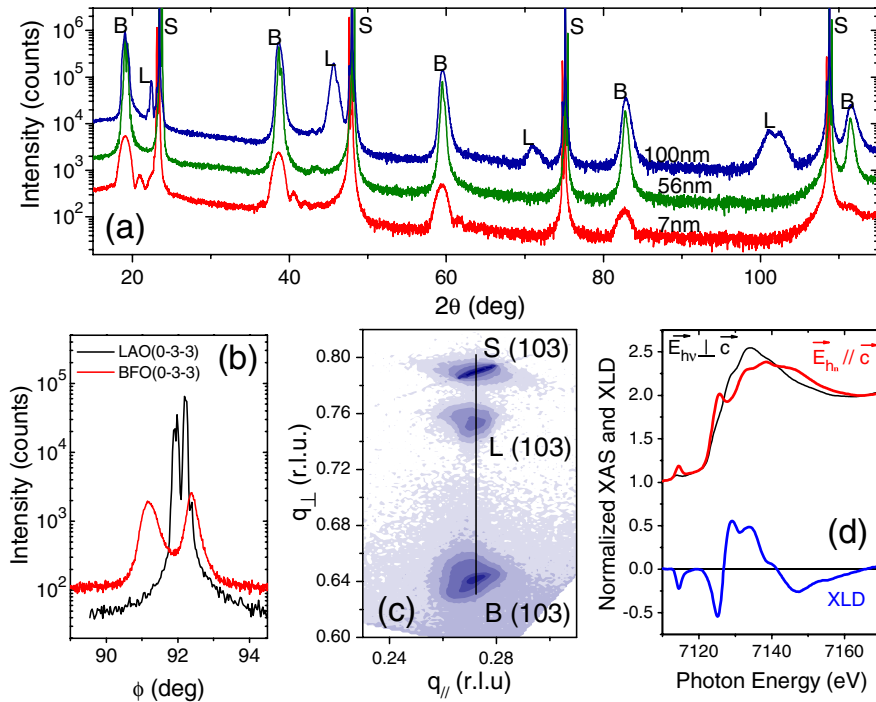 10⁶
10⁵
10⁴
10³
10²
Intensity (counts)
B S B S B S B
L L L L
100nm
56nm
7nm
(a)
20 40 60 80 100
2θ (deg)
(b)
LAO(0-3-3)
BFO(0-3-3)
10⁵
10⁴
10³
10²
Intensity (counts)
90 92 94
ϕ (deg)
0.80
0.76
0.72
0.68
0.64
0.60
q⊥ (r.l.u.)
S (103)
L (103)
B (103)
(c)
0.24 0.28
q// (r.l.u)
E hν ⊥ c
E hn // c
2.5
2.0
1.5
1.0
0.5
0.0
-0.5
Normalized XAS and XLD
(d)
XLD
7120 7140 7160
Photon Energy (eV)